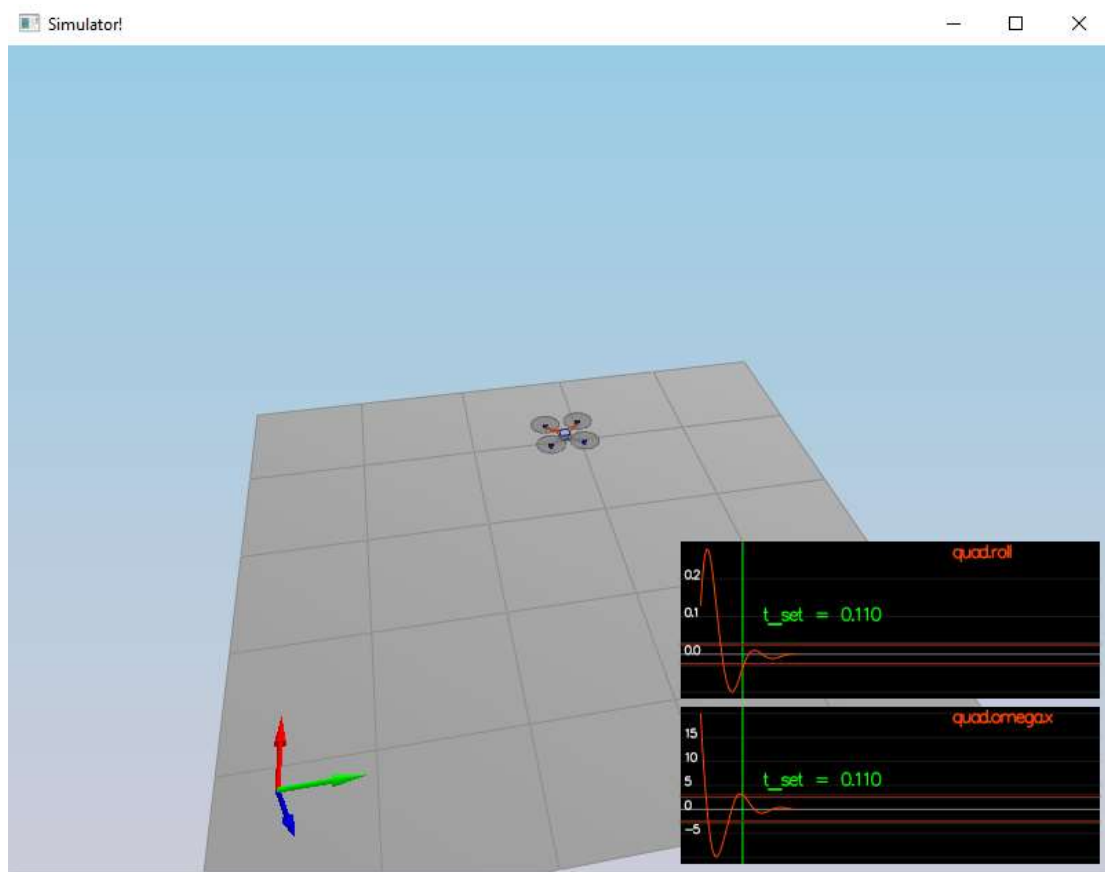 Simulator!
quad.roll
0.2
0.1
t_set = 0.110
0.0
quad.omega.x
15
10
5
t_set = 0.110
0
-5